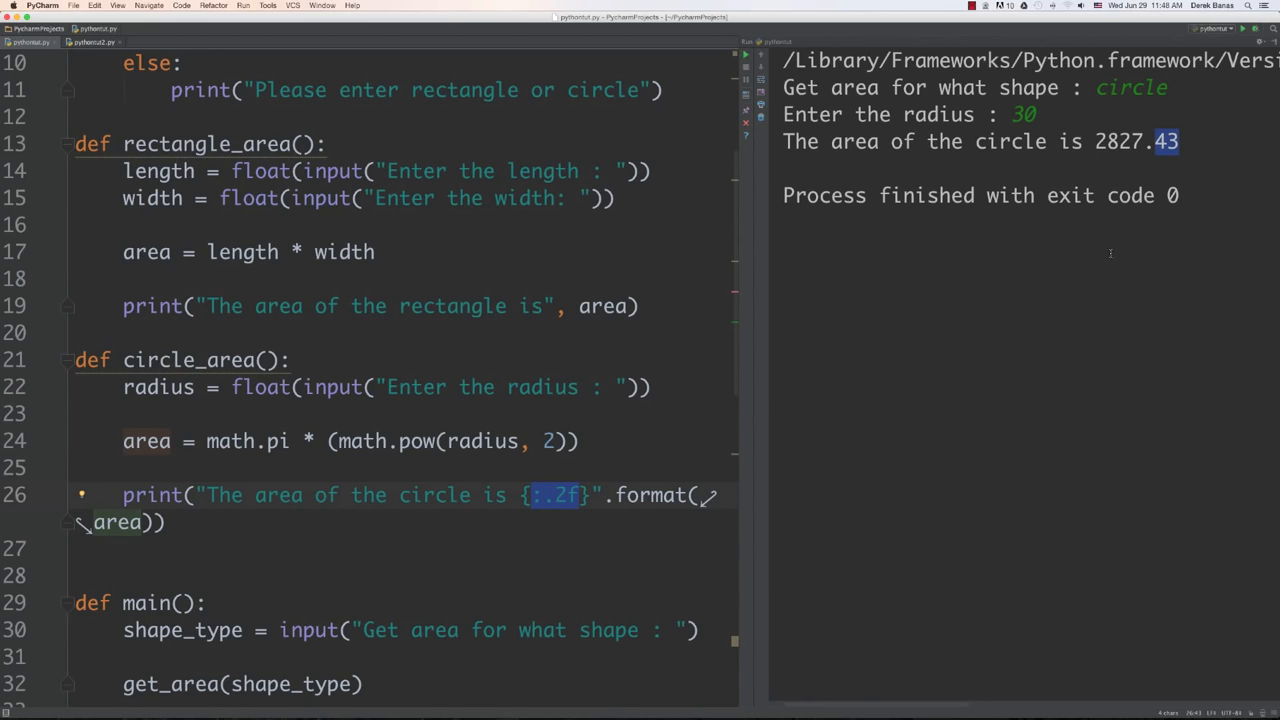 PyCharm File Edit View Navigate Code Refactor Run Tools VCS Window Help Wed Jun 29 11:48 AM Derek Banas
pythontut.py - PycharmProjects - [~/PycharmProjects]
PycharmProjects pythontut.py pythontut
pythontut.py pythontut2.py Run pythontut
10 else:
11 print("Please enter rectangle or circle")
12
13 def rectangle_area():
14 length = float(input("Enter the length : "))
15 width = float(input("Enter the width: "))
16
17 area = length * width
18
19 print("The area of the rectangle is", area)
20
21 def circle_area():
22 radius = float(input("Enter the radius : "))
23
24 area = math.pi * (math.pow(radius, 2))
25
26 print("The area of the circle is {:.2f}".format(
area))
27
28
29 def main():
30 shape_type = input("Get area for what shape : ")
31
32 get_area(shape_type)
/Library/Frameworks/Python.framework/Versi
Get area for what shape : circle
Enter the radius : 30
The area of the circle is 2827.43
Process finished with exit code 0
4 chars 26:43 LF÷ UTF-8÷